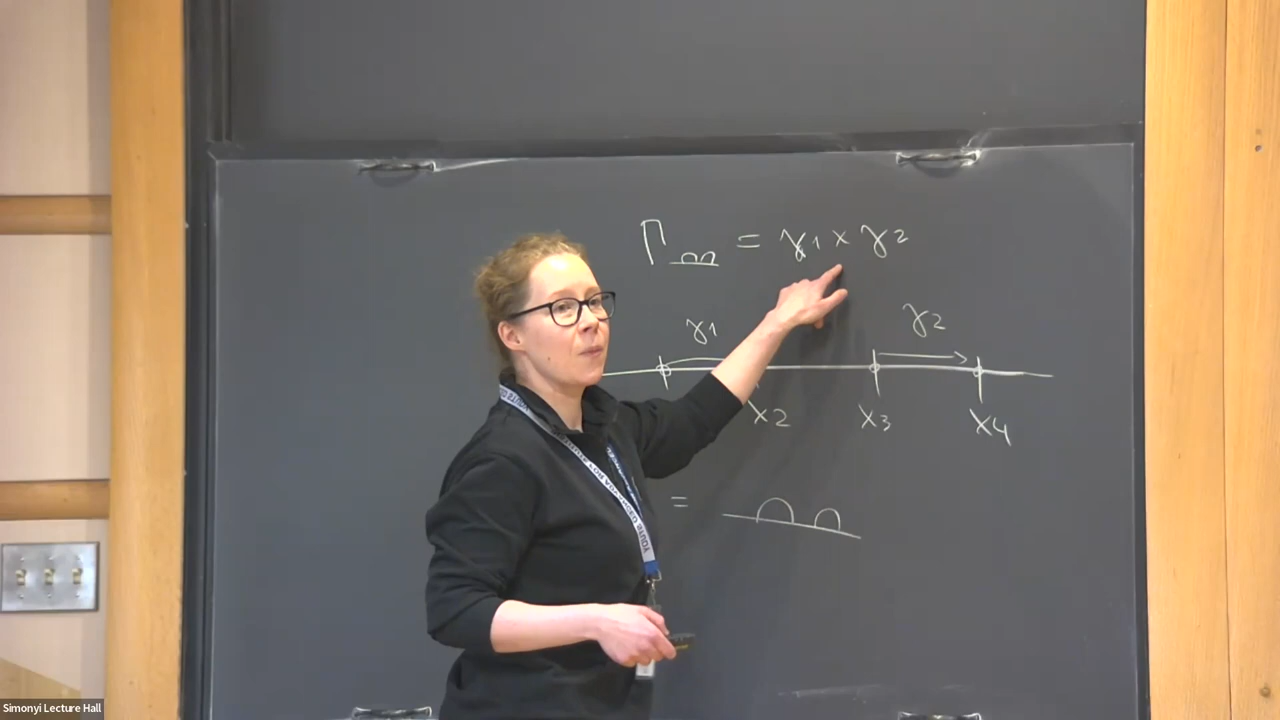 Γ = γ1 × γ2
γ1 γ2
x2 x3 x4
=
Simonyi Lecture Hall